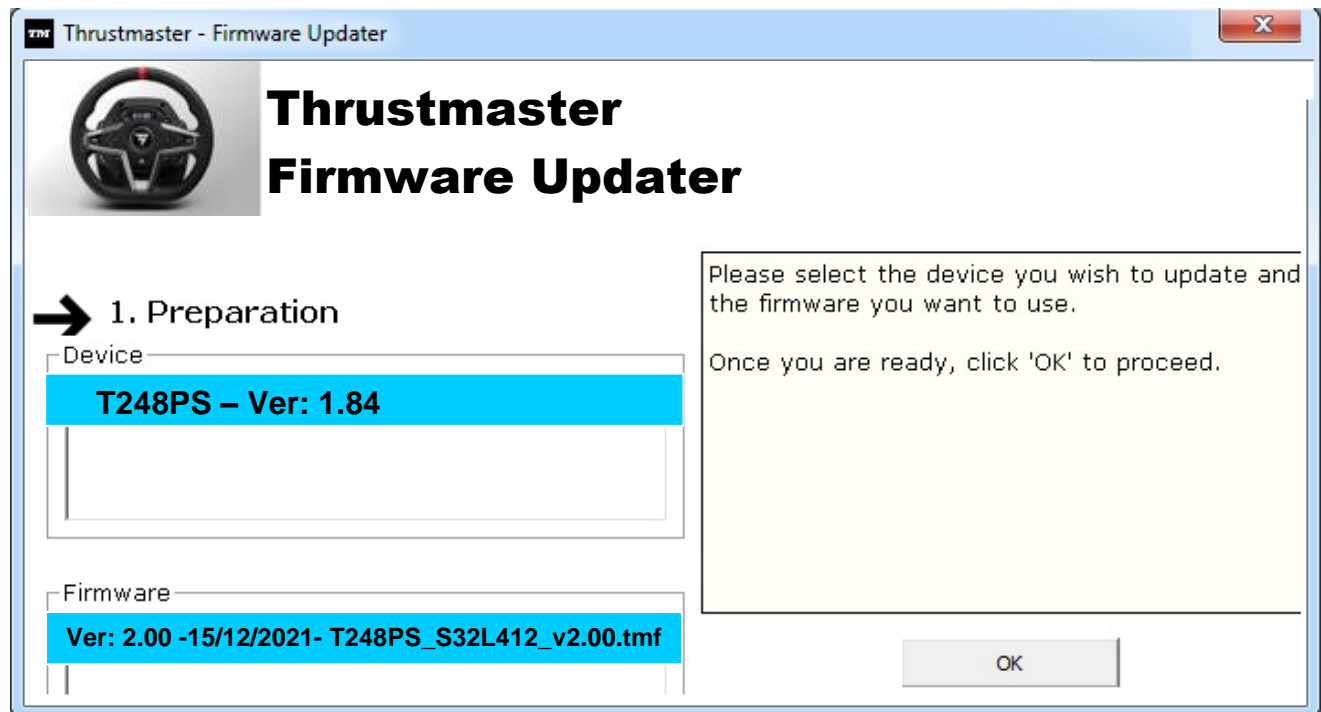 TM Thrustmaster - Firmware Updater
Thrustmaster
Firmware Updater
1. Preparation
Device
T248PS – Ver: 1.84
Firmware
Ver: 2.00 -15/12/2021- T248PS_S32L412_v2.00.tmf
Please select the device you wish to update and
the firmware you want to use.
Once you are ready, click 'OK' to proceed.
OK